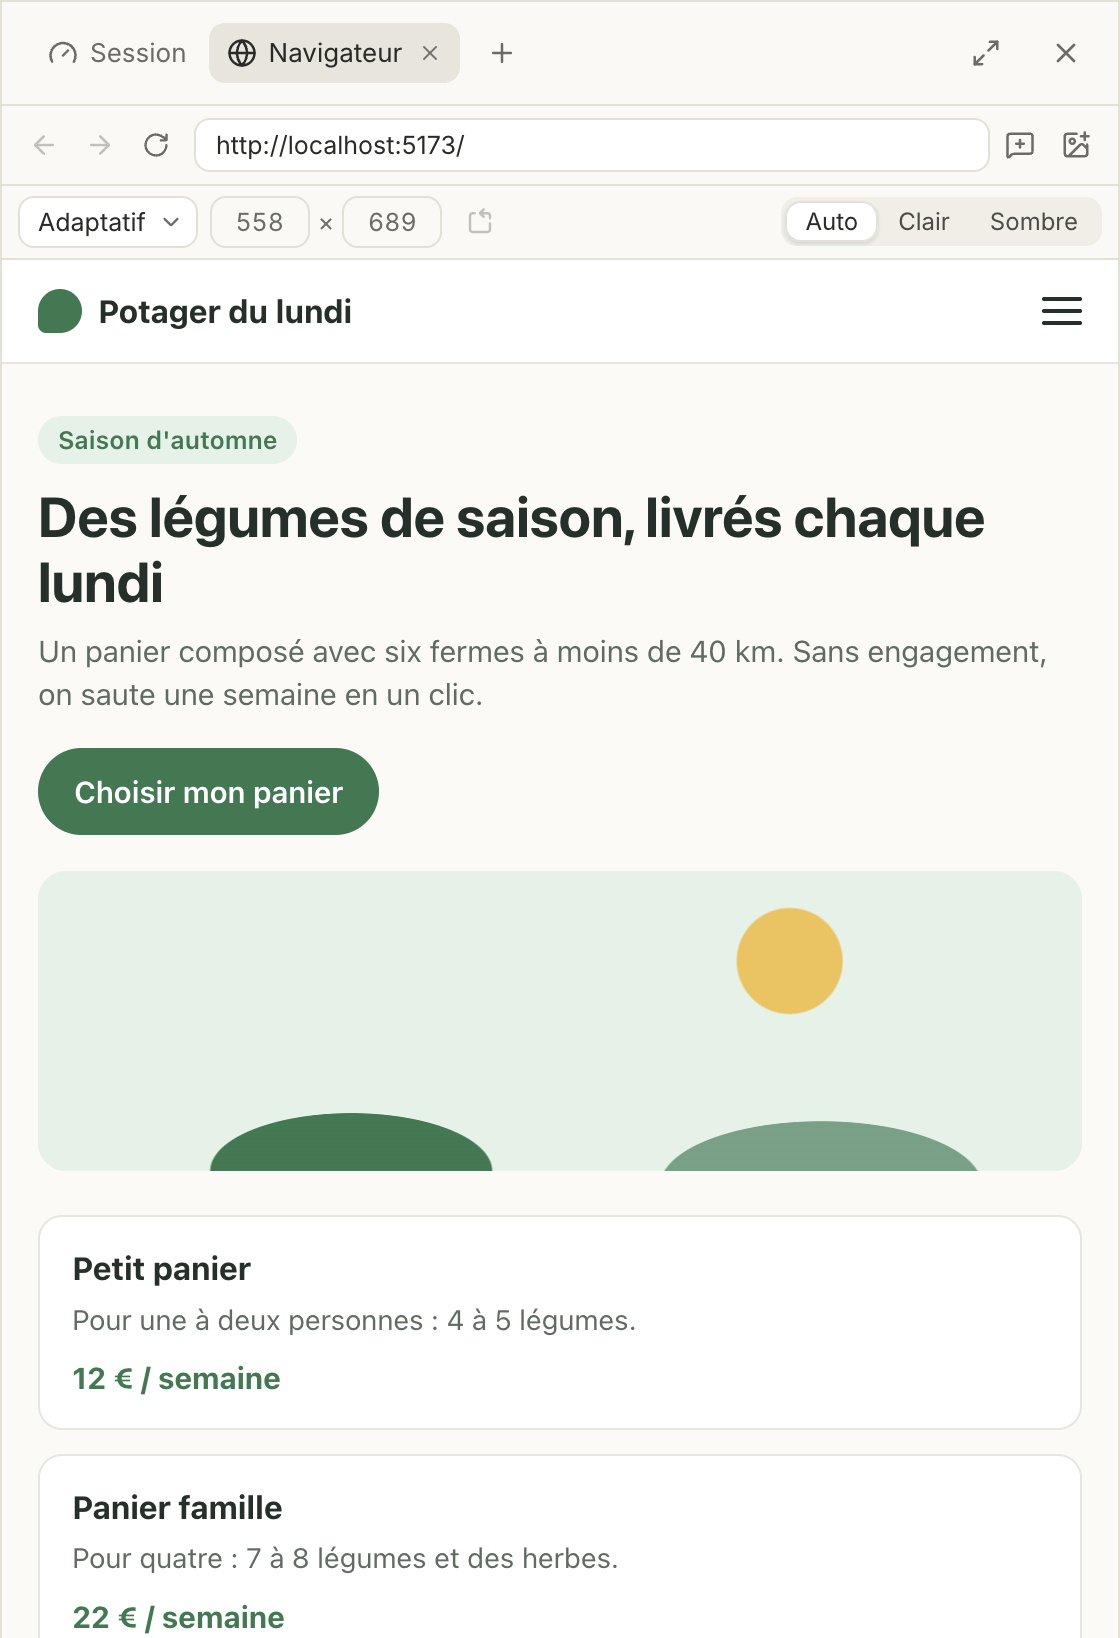 Session
Navigateur
http://localhost:5173/
Adaptatif
558 × 689
Auto
Clair
Sombre
Potager du lundi
Saison d'automne
Des légumes de saison, livrés chaque
lundi
Un panier composé avec six fermes à moins de 40 km. Sans engagement,
on saute une semaine en un clic.
Choisir mon panier
Petit panier
Pour une à deux personnes : 4 à 5 légumes.
12 € / semaine
Panier famille
Pour quatre : 7 à 8 légumes et des herbes.
22 € / semaine